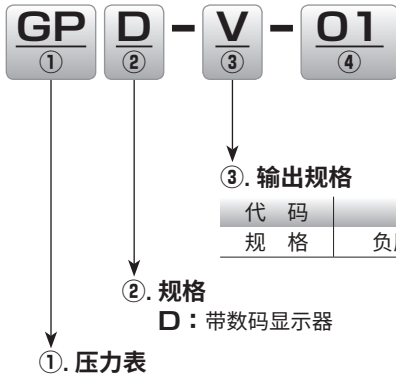 GP D - V - 01
① ② ③ ④
③. 输出规格
代 码
规 格 负
②. 规格
D：带数码显示器
①. 压力表